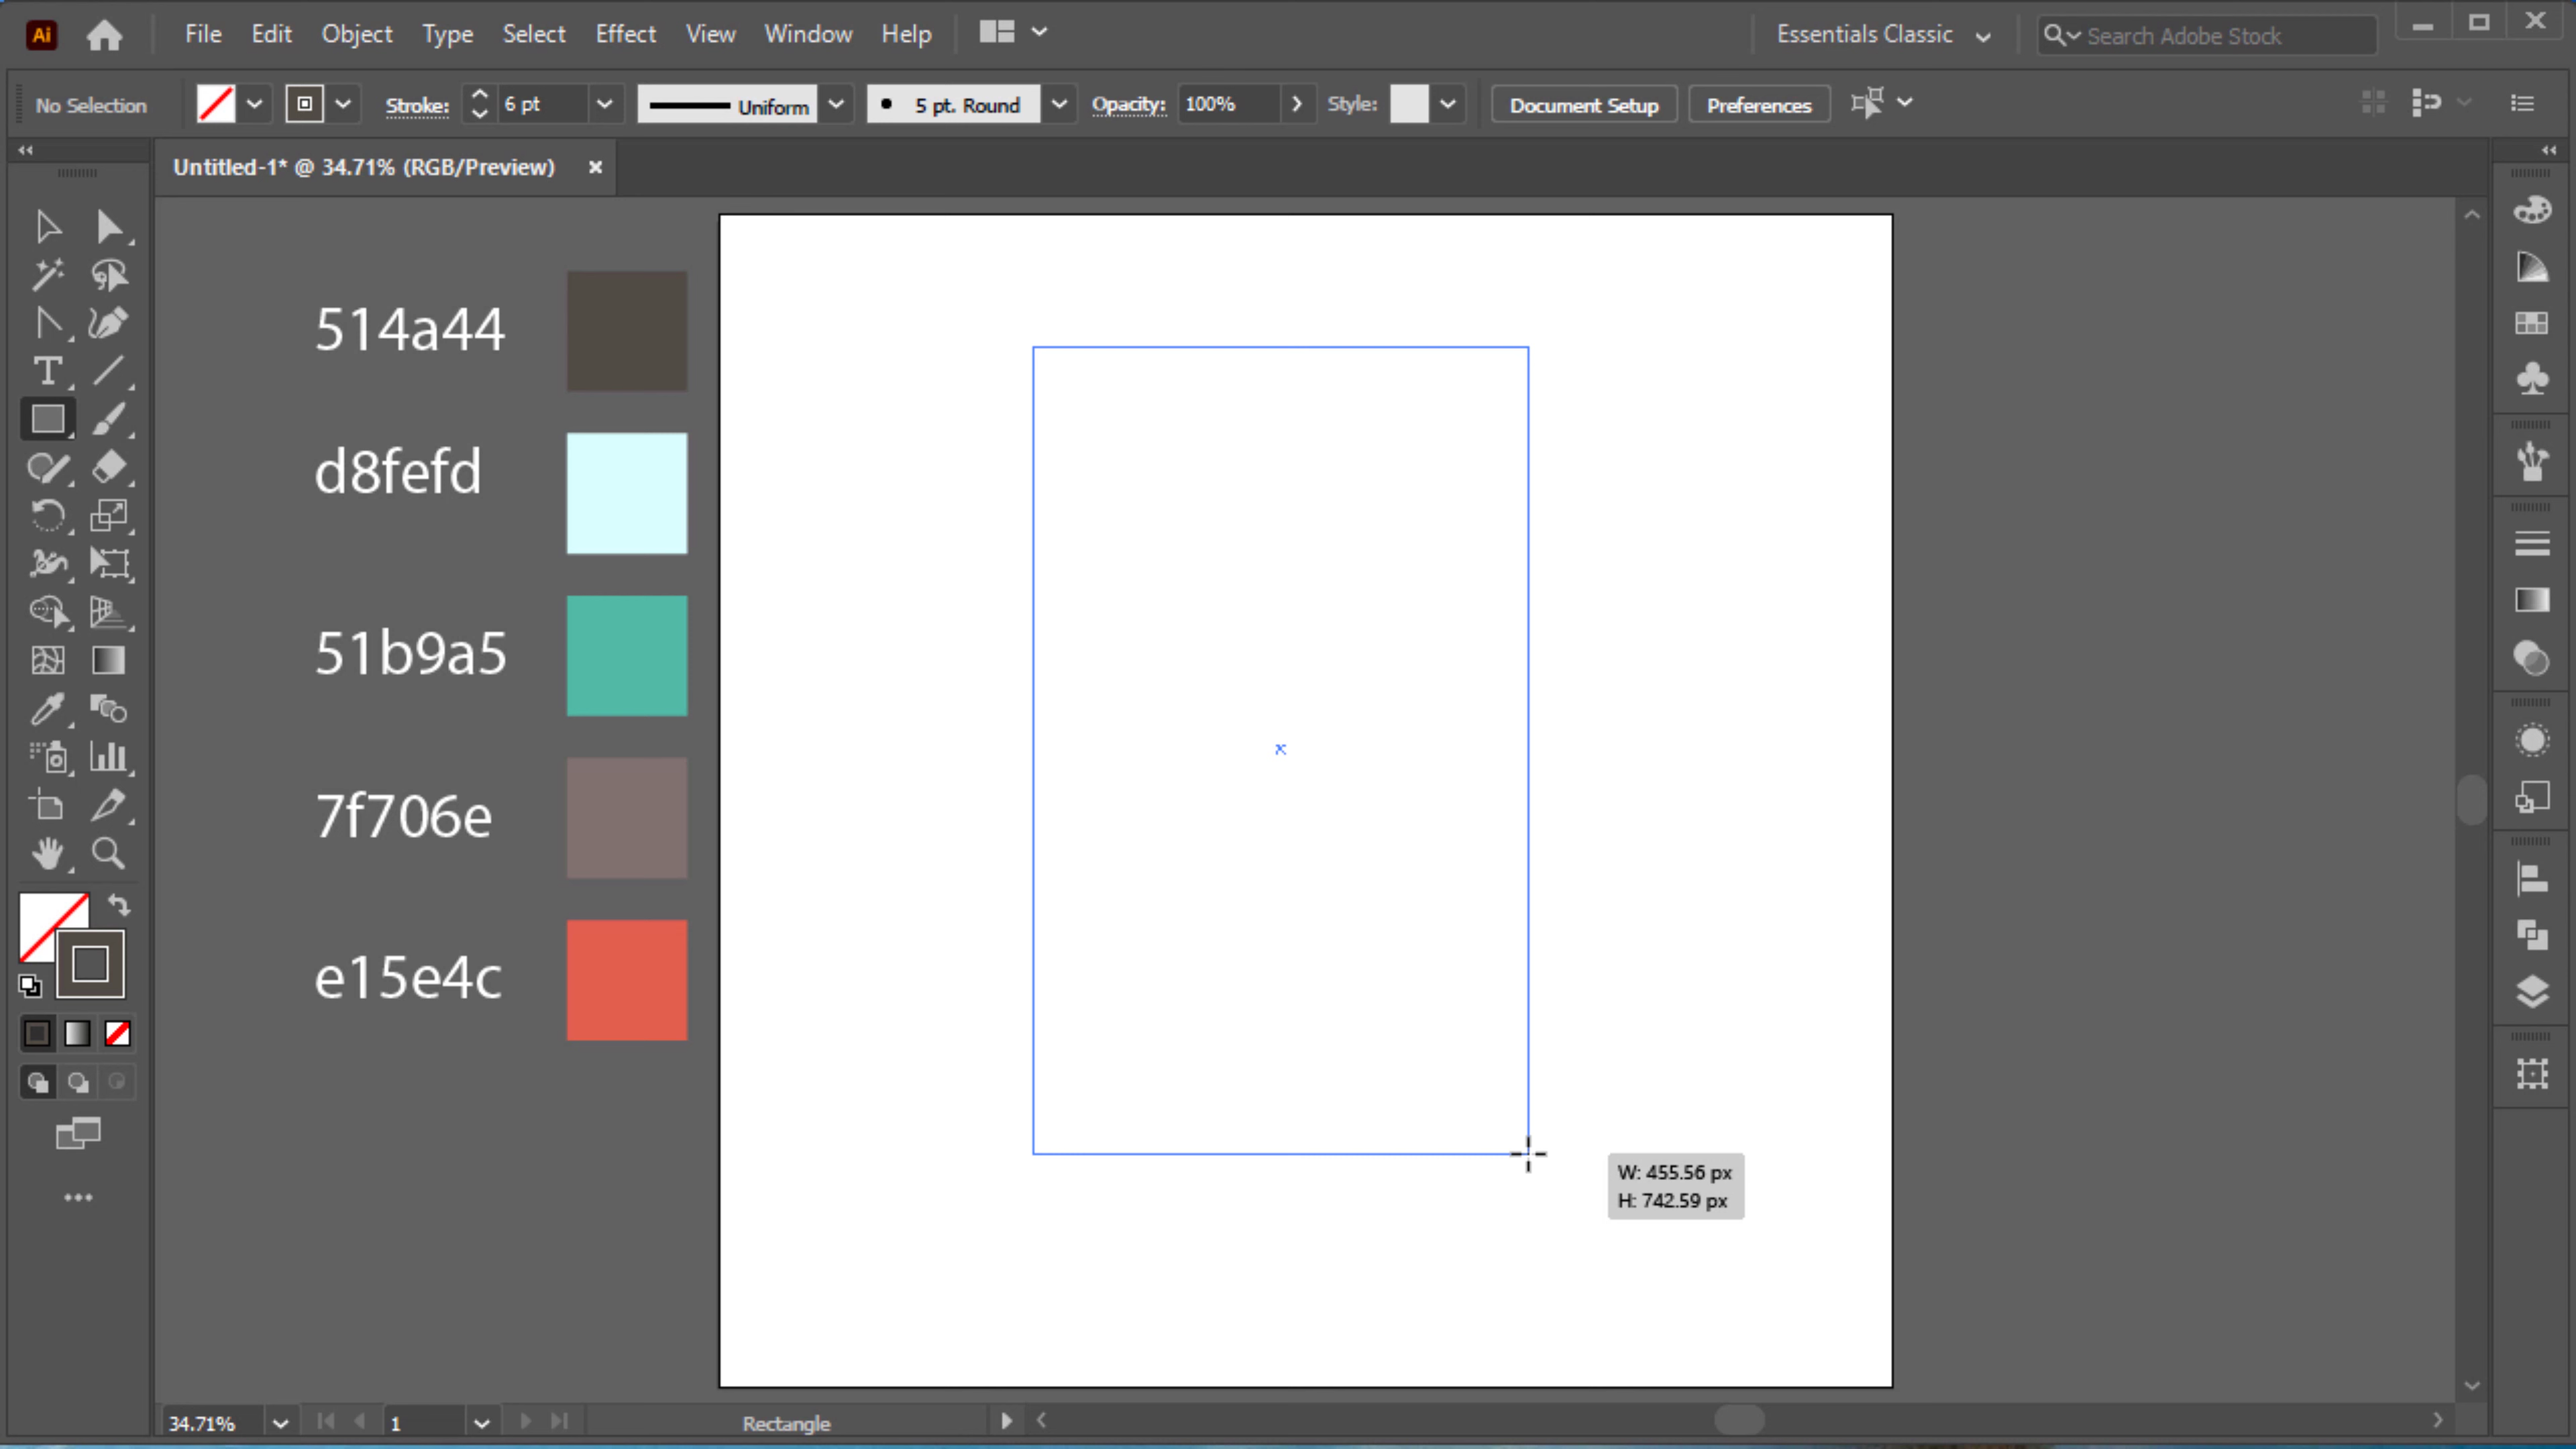 Ai File Edit Object Type Select Effect View Window Help Essentials Classic Search Adobe Stock
No Selection Stroke: 6 pt Uniform 5 pt. Round Opacity: 100% Style: Document Setup Preferences
Untitled-1* @ 34.71% (RGB/Preview)
514a44
d8fefd
51b9a5
7f706e
e15e4c
W: 455.56 px
H: 742.59 px
34.71% 1 Rectangle